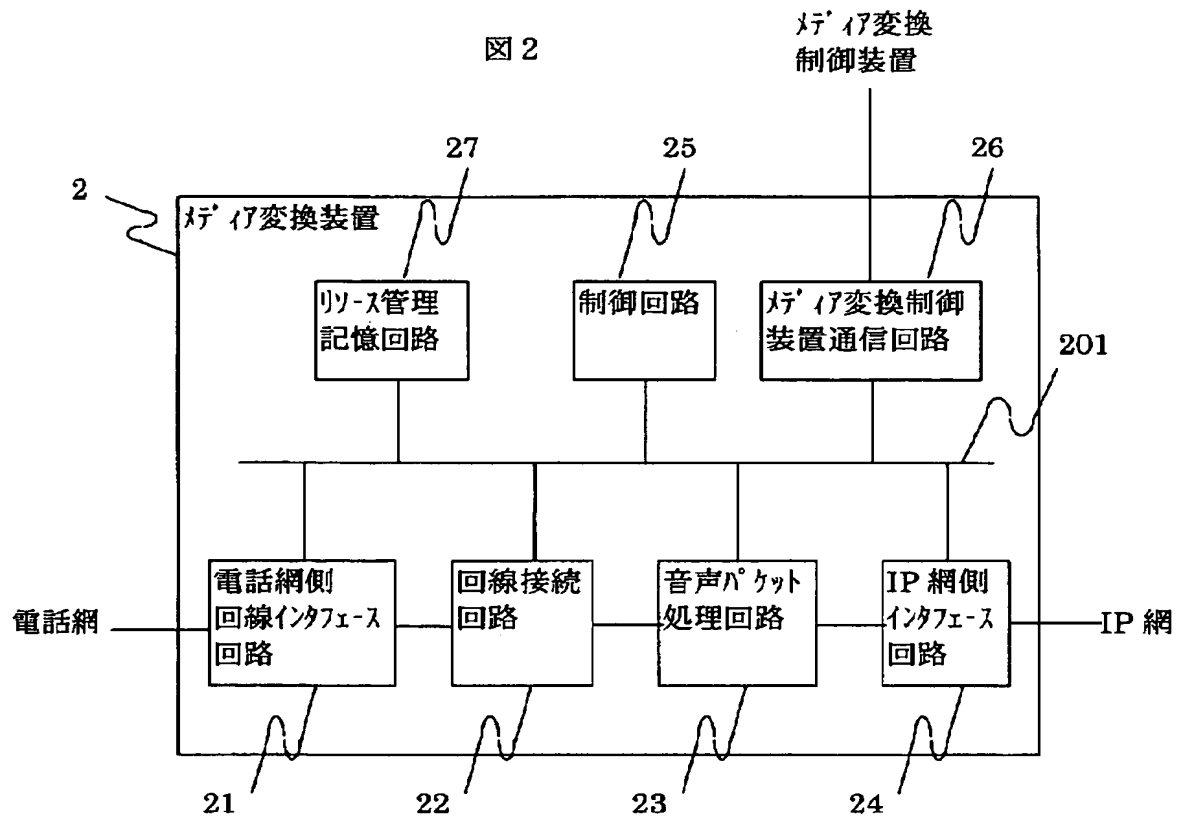 図2
メディア変換
制御装置
27
25
26
2
メディア変換装置
リソース管理
記憶回路
制御回路
メディア変換制御
装置通信回路
201
電話網側
回線インタフェース
回路
回線接続
回路
音声パケット
処理回路
IP網側
インタフェース
回路
電話網
IP網
21
22
23
24